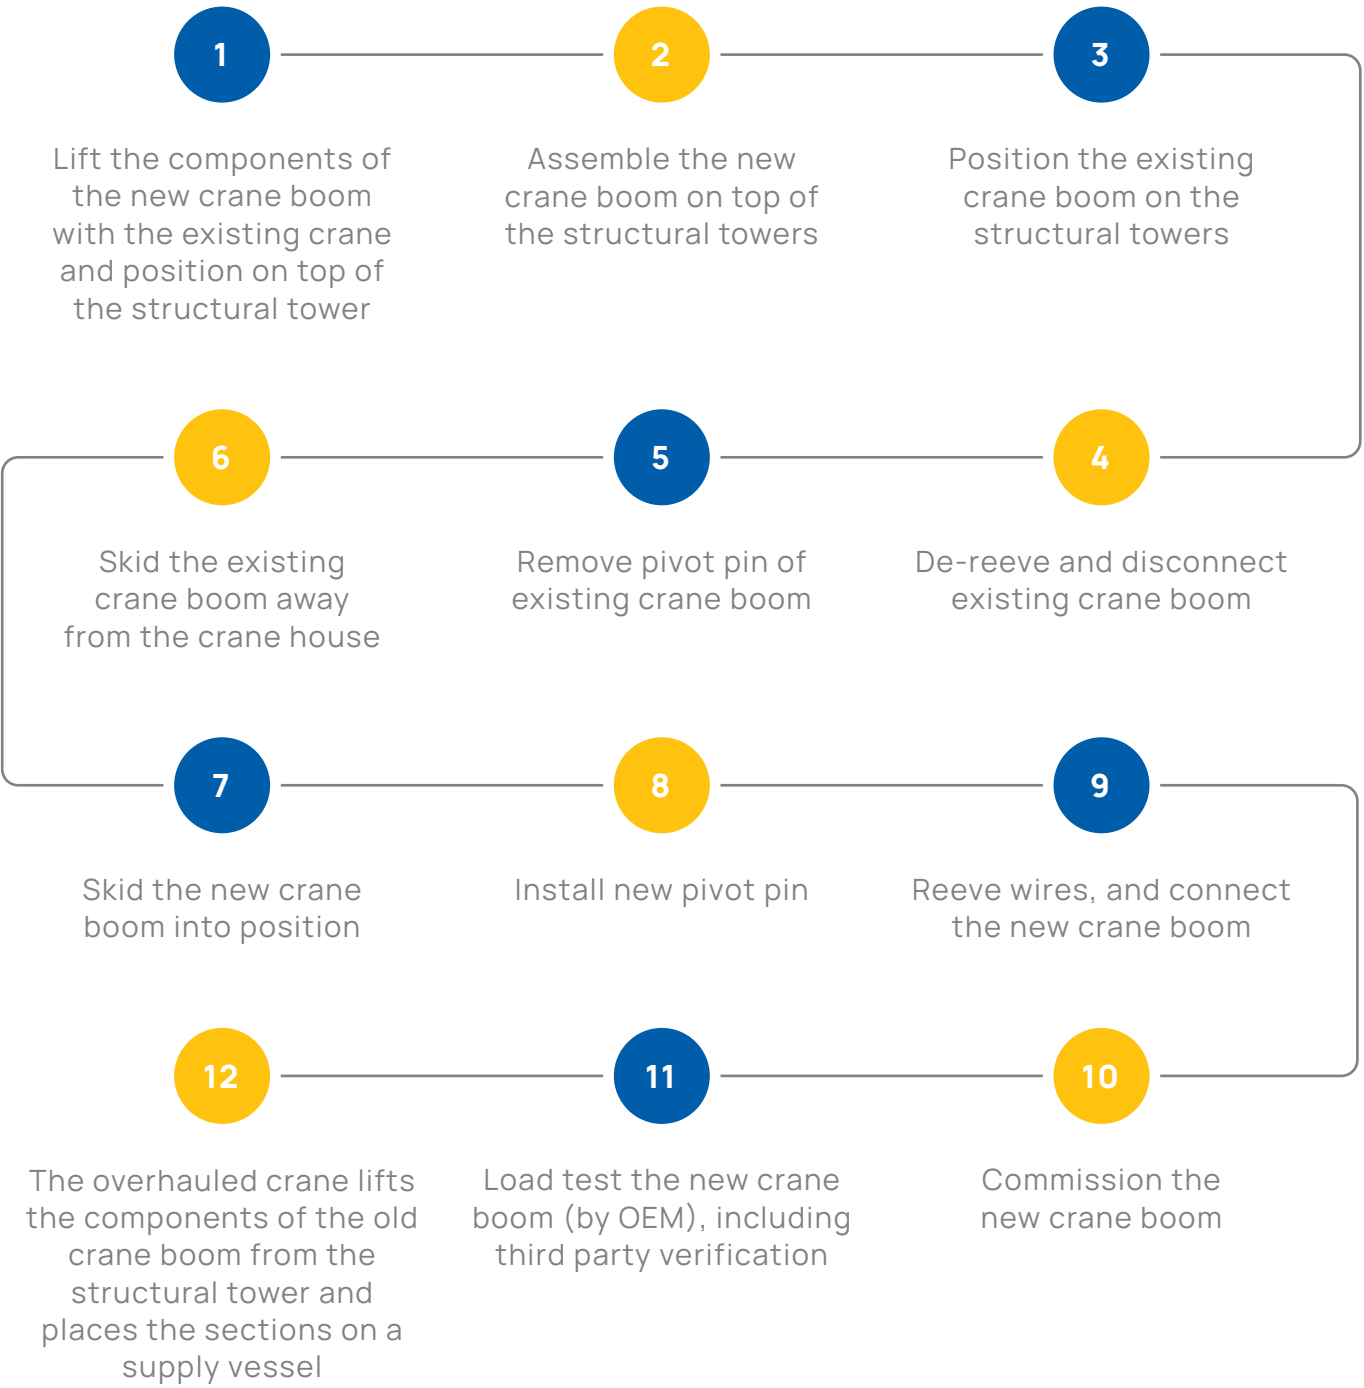 1
Lift the components of
the new crane boom
with the existing crane
and position on top of
the structural tower
2
Assemble the new
crane boom on top of
the structural towers
3
Position the existing
crane boom on the
structural towers
4
De-reeve and disconnect
existing crane boom
5
Remove pivot pin of
existing crane boom
6
Skid the existing
crane boom away
from the crane house
7
Skid the new crane
boom into position
8
Install new pivot pin
9
Reeve wires, and connect
the new crane boom
10
Commission the
new crane boom
11
Load test the new crane
boom (by OEM), including
third party verification
12
The overhauled crane lifts
the components of the old
crane boom from the
structural tower and
places the sections on a
supply vessel